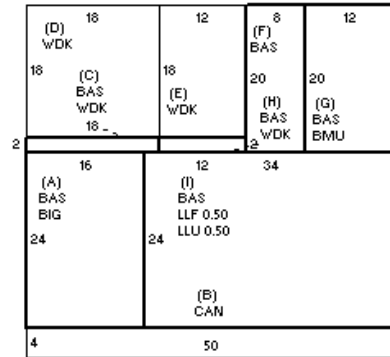 18 12 8 12
(D)
WDK
(F)
BAS
18
(C)
BAS
WDK
18
(E)
WDK
20
(H)
BAS
WDK
20
(G)
BAS
BMU
18
2
2
16 12 34
(A)
BAS
BIG
(I)
BAS
LLF 0.50
LLU 0.50
24 24
(B)
CAN
4 50